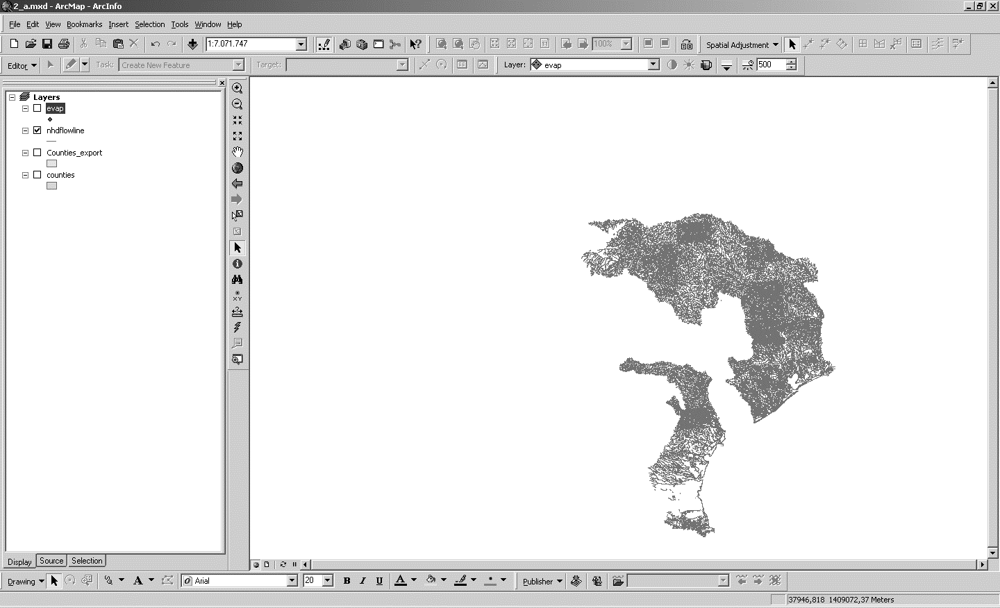 2_a.mxd - ArcMap - ArcInfo
File Edit View Bookmarks Insert Selection Tools Window Help
1:7.071.747 100% Spatial Adjustment
Editor Task: Create New Feature Target: Layer: evap 500
Layers
evap
nhdflowline
Counties_export
counties
XY
Display Source Selection
Drawing A Arial 20 B I U A Publisher
37946,818 1409072,37 Meters